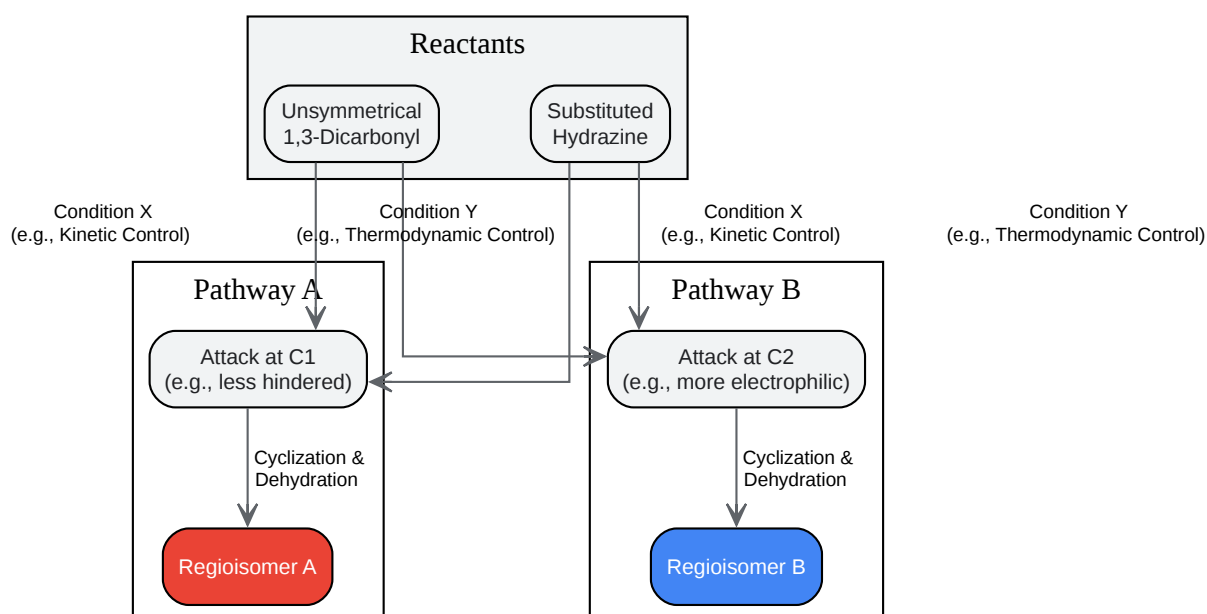 Reactants
Unsymmetrical
1,3-Dicarbonyl
Substituted
Hydrazine
Condition X
(e.g., Kinetic Control)
Condition Y
(e.g., Thermodynamic Control)
Condition X
(e.g., Kinetic Control)
Condition Y
(e.g., Thermodynamic Control)
Pathway A
Attack at C1
(e.g., less hindered)
Cyclization &
Dehydration
Regioisomer A
Pathway B
Attack at C2
(e.g., more electrophilic)
Cyclization &
Dehydration
Regioisomer B